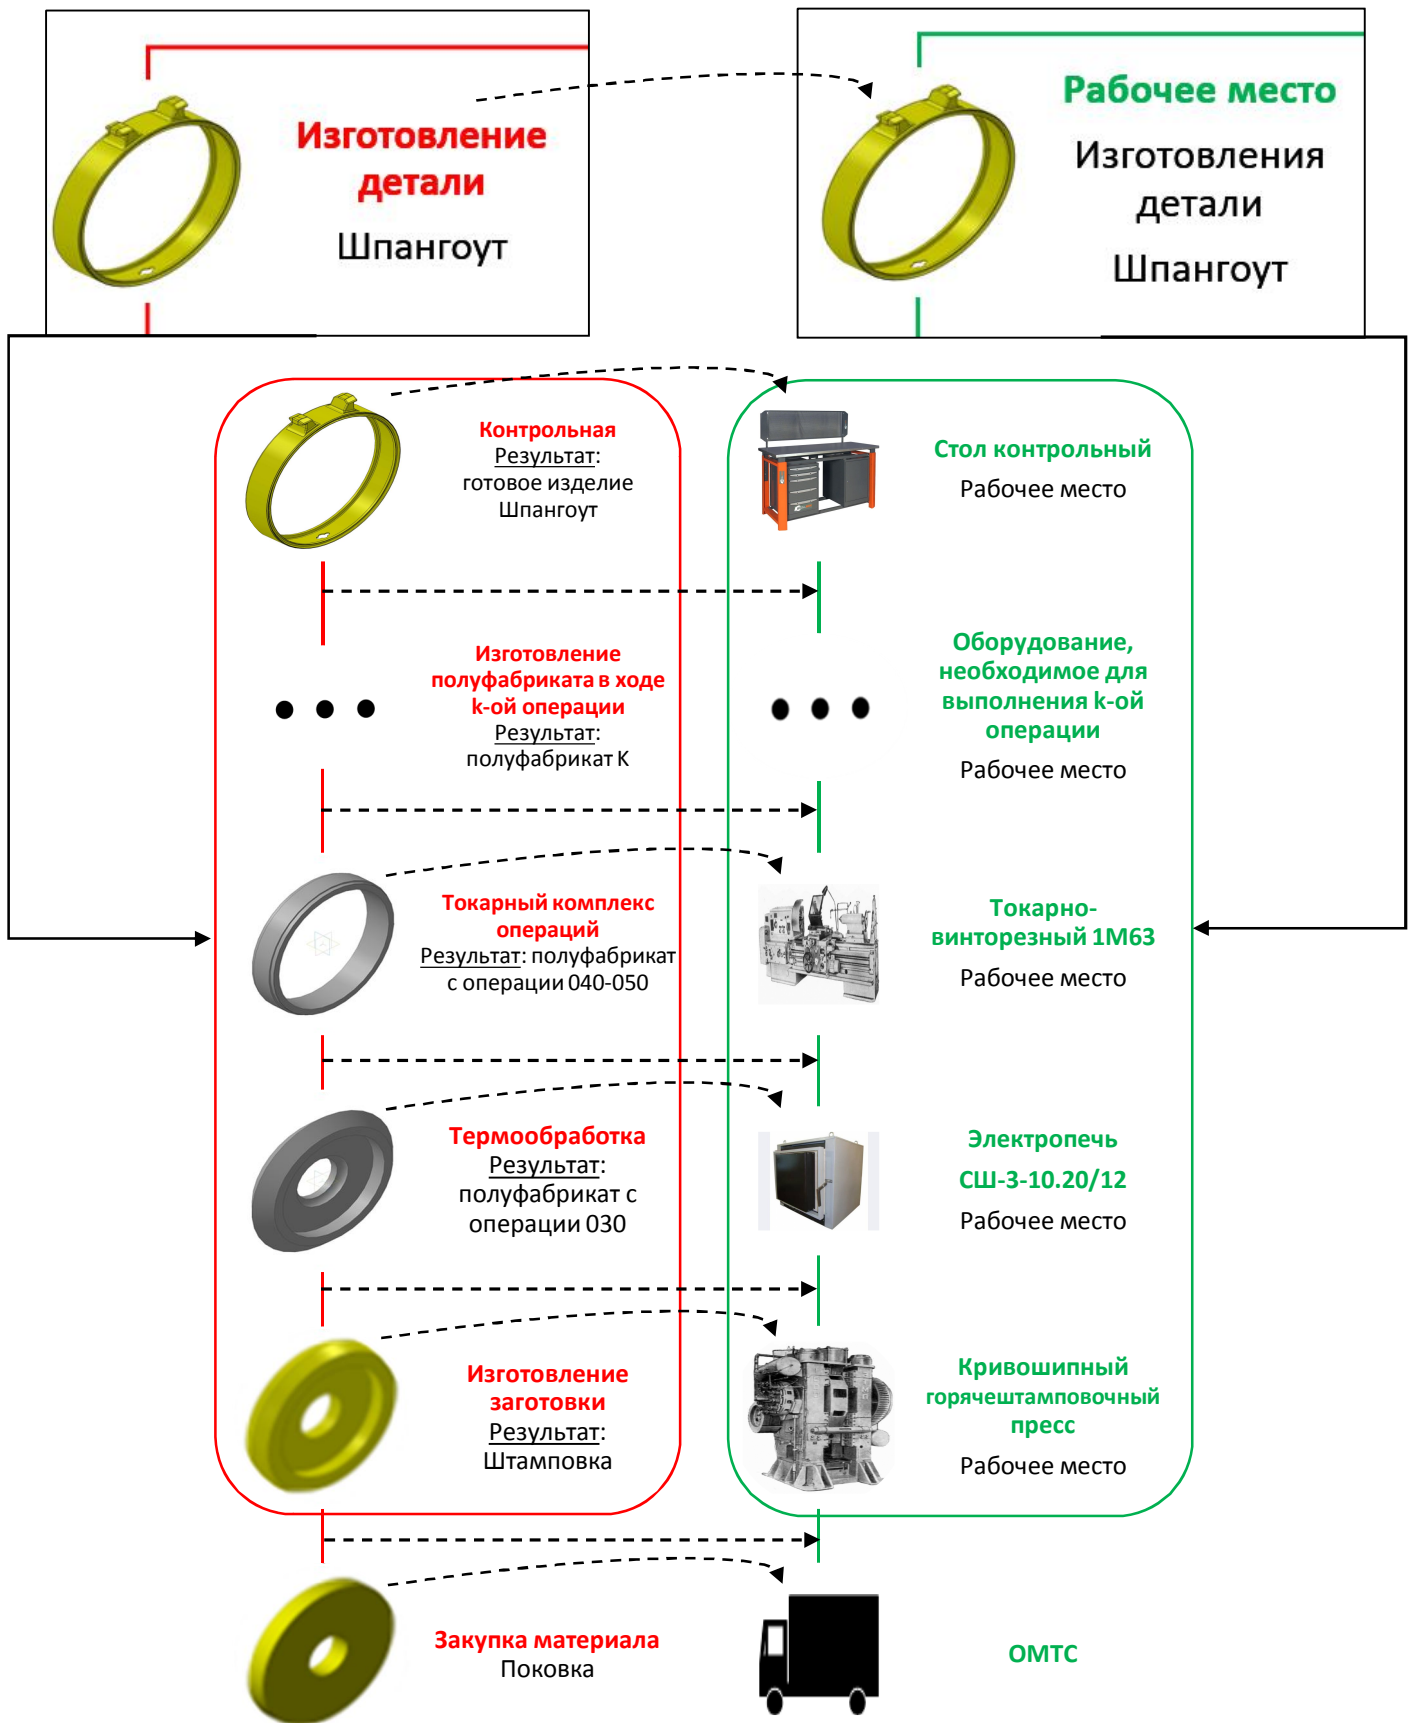 Изготовление
детали
Шпангоут
Рабочее место
Изготовления
детали
Шпангоут
Контрольная
Результат:
готовое изделие
Шпангоут
Стол контрольный
Рабочее место
Изготовление
полуфабриката в ходе
k-ой операции
Результат:
полуфабрикат K
Оборудование,
необходимое для
выполнения k-ой
операции
Рабочее место
Токарный комплекс
операций
Результат: полуфабрикат
с операции 040-050
Токарно-
винторезный 1М63
Рабочее место
Термообработка
Результат:
полуфабрикат с
операции 030
Электропечь
СШ-3-10.20/12
Рабочее место
Изготовление
заготовки
Результат:
Штамповка
Кривошипный
горячештамповочный
пресс
Рабочее место
Закупка материала
Поковка
ОМТС